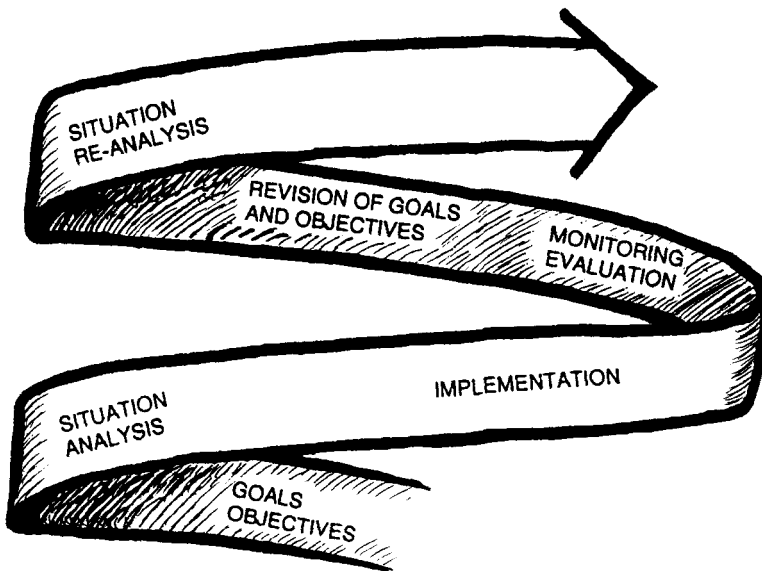 SITUATION
RE-ANALYSIS
REVISION OF GOALS
AND OBJECTIVES
MONITORING
EVALUATION
SITUATION
ANALYSIS
IMPLEMENTATION
GOALS
OBJECTIVES